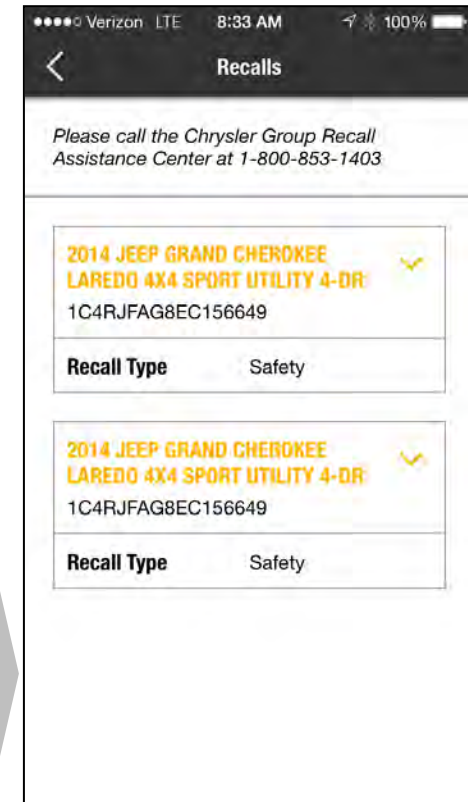 Verizon LTE 8:33 AM 100%
Recalls
Please call the Chrysler Group Recall
Assistance Center at 1-800-853-1403
2014 JEEP GRAND CHEROKEE
LAREDO 4X4 SPORT UTILITY 4-DR
1C4RJFAG8EC156649
Recall Type Safety
2014 JEEP GRAND CHEROKEE
LAREDO 4X4 SPORT UTILITY 4-DR
1C4RJFAG8EC156649
Recall Type Safety